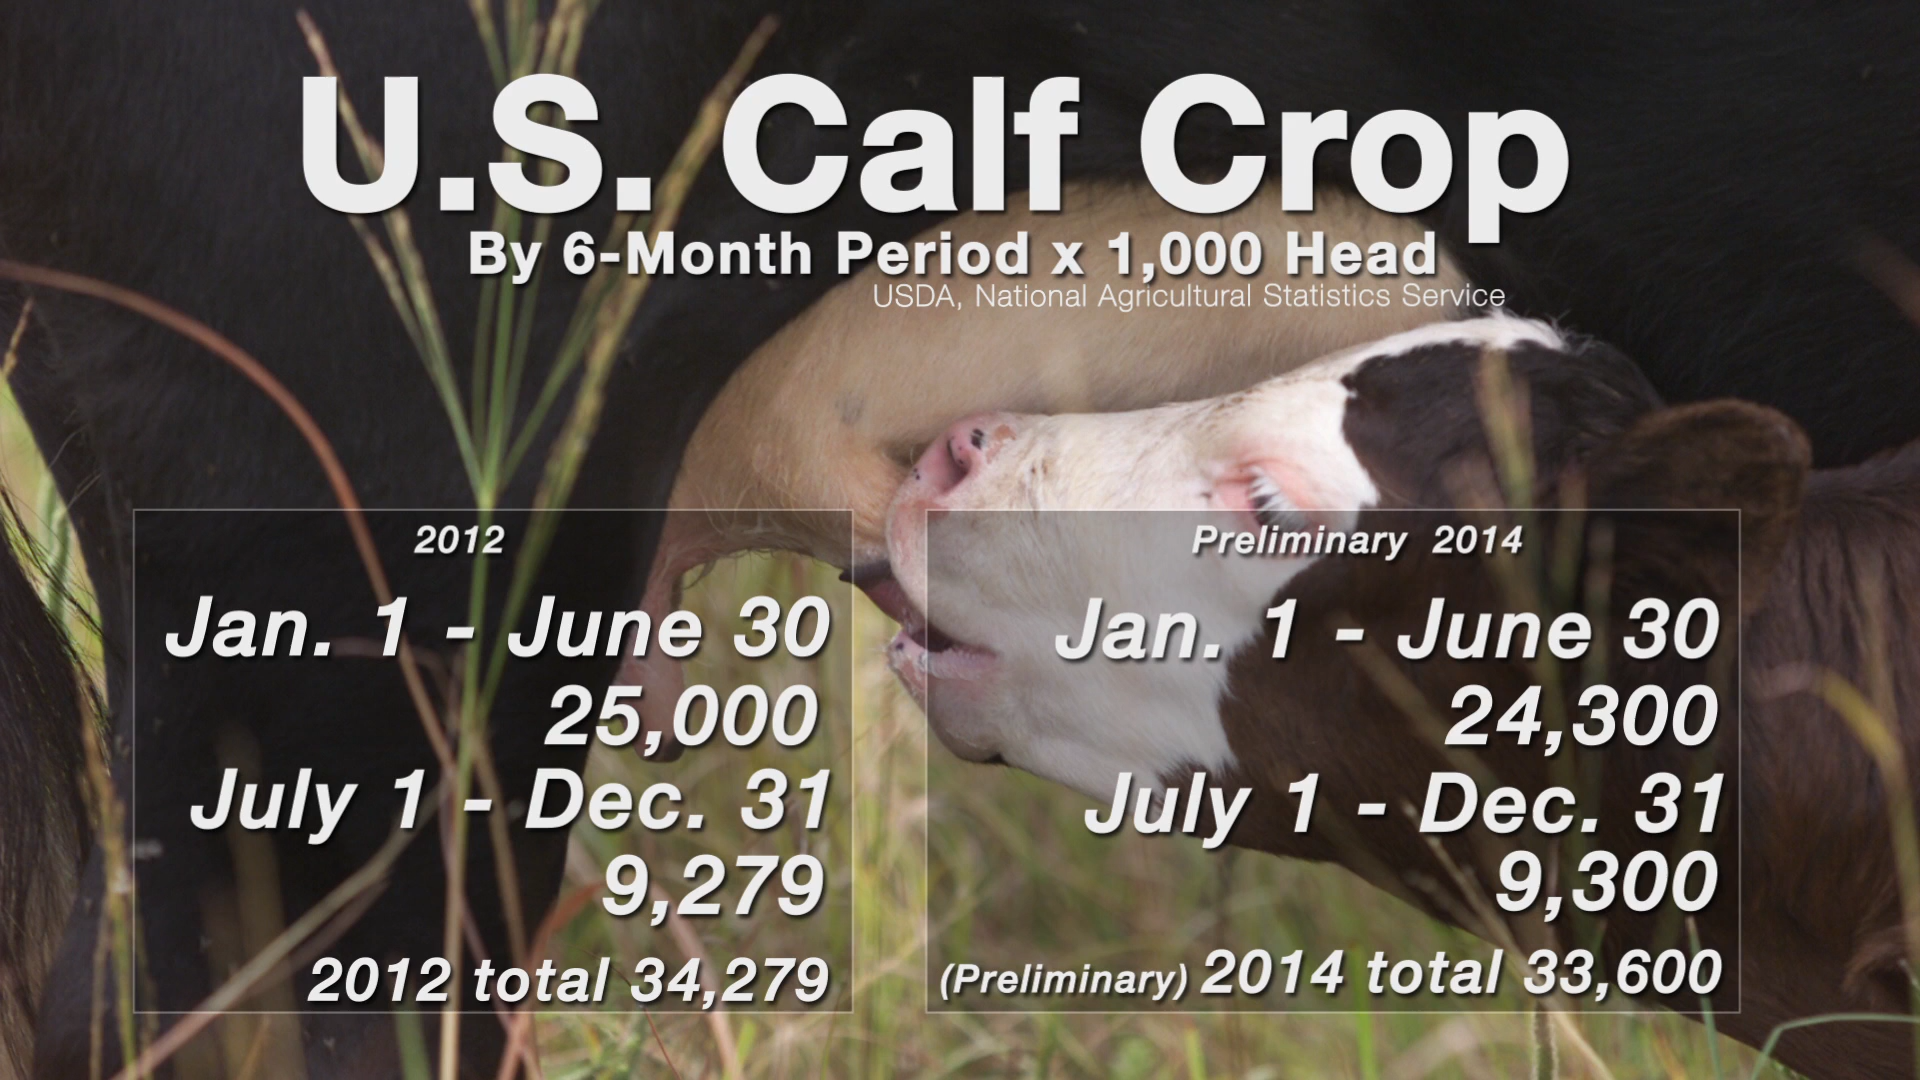 U.S. Calf Crop
By 6-Month Period x 1,000 Head
USDA, National Agricultural Statistics Service
2012
Jan. 1 - June 30
25,000
July 1 - Dec. 31
9,279
2012 total 34,279
Preliminary 2014
Jan. 1 - June 30
24,300
July 1 - Dec. 31
9,300
(Preliminary) 2014 total 33,600